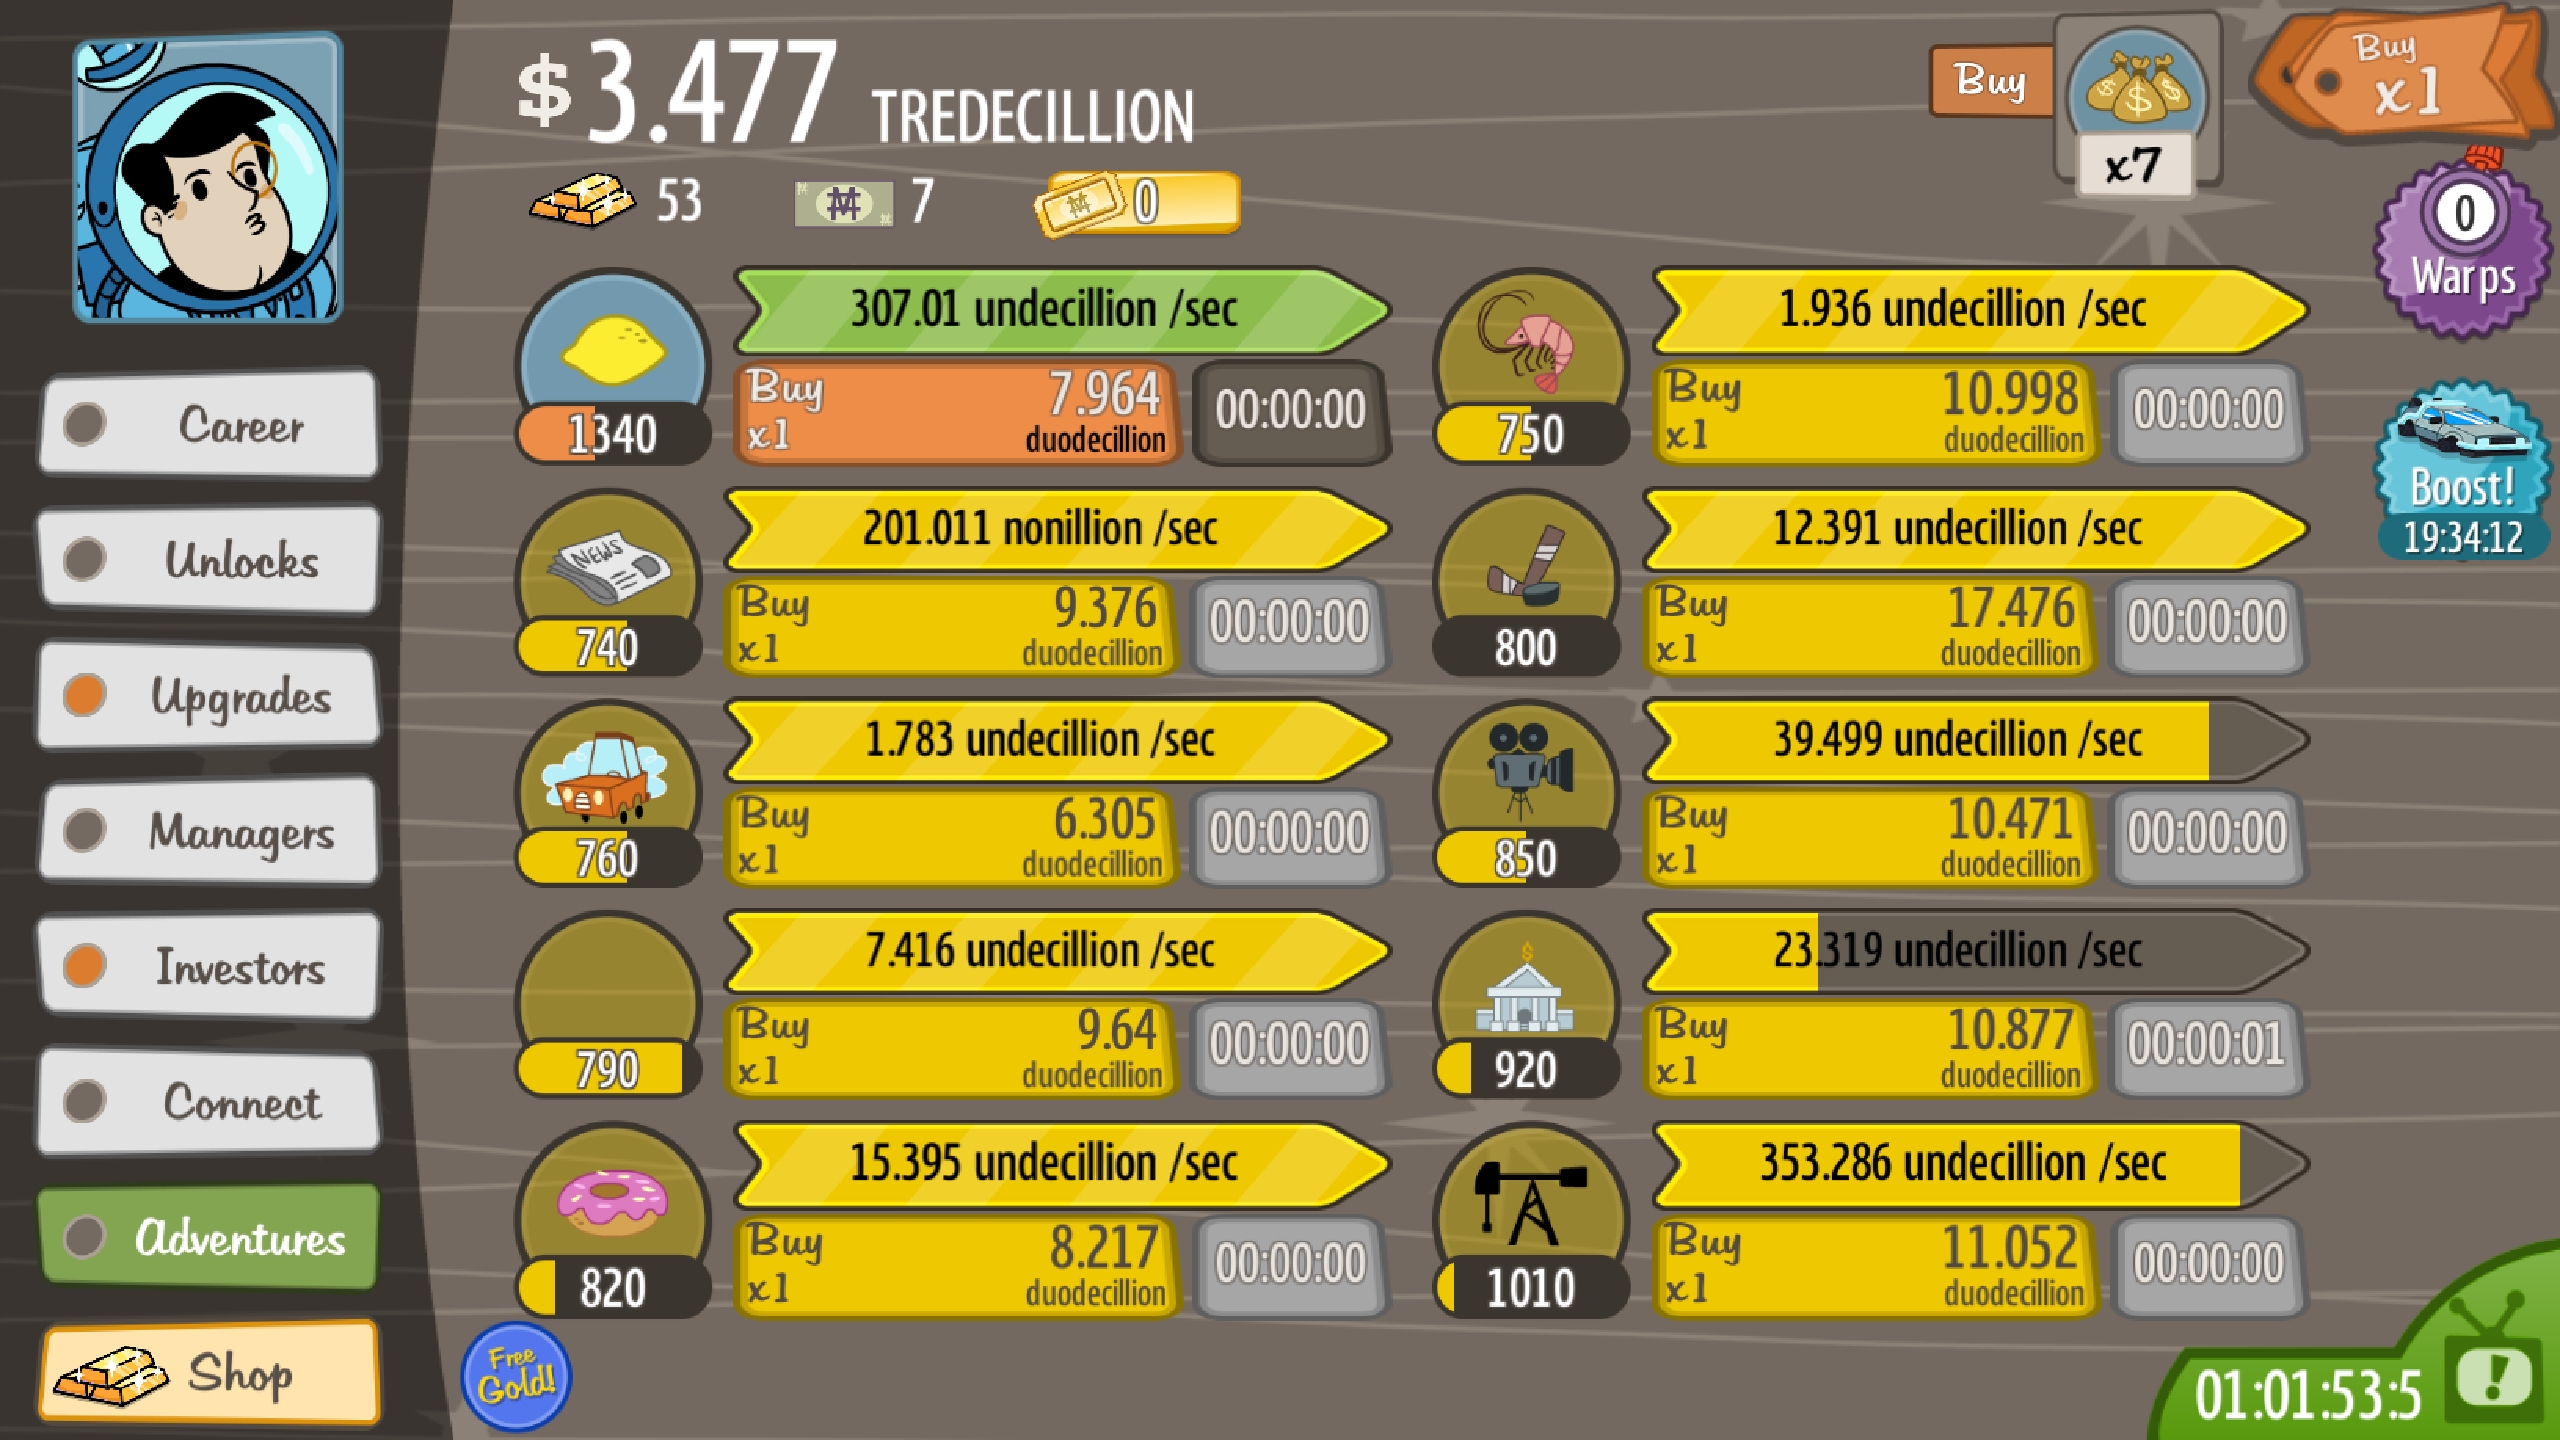 $3.477 TREDECILLION
53
7
0
Buy
x7
Buy
x1
0
Warps
Boost!
19:34:12
Career
Unlocks
Upgrades
Managers
Investors
Connect
Adventures
Shop
307.01 undecillion /sec
1340
Buy
x1
7.964
duodecillion
00:00:00
NEWS
201.011 nonillion /sec
740
Buy
x1
9.376
duodecillion
00:00:00
1.783 undecillion /sec
760
Buy
x1
6.305
duodecillion
00:00:00
7.416 undecillion /sec
790
Buy
x1
9.64
duodecillion
00:00:00
15.395 undecillion /sec
820
Buy
x1
8.217
duodecillion
00:00:00
1.936 undecillion /sec
750
Buy
x1
10.998
duodecillion
00:00:00
12.391 undecillion /sec
800
Buy
x1
17.476
duodecillion
00:00:00
39.499 undecillion /sec
850
Buy
x1
10.471
duodecillion
00:00:00
23.319 undecillion /sec
920
Buy
x1
10.877
duodecillion
00:00:01
353.286 undecillion /sec
1010
Buy
x1
11.052
duodecillion
00:00:00
Free
Gold!
01:01:53:5